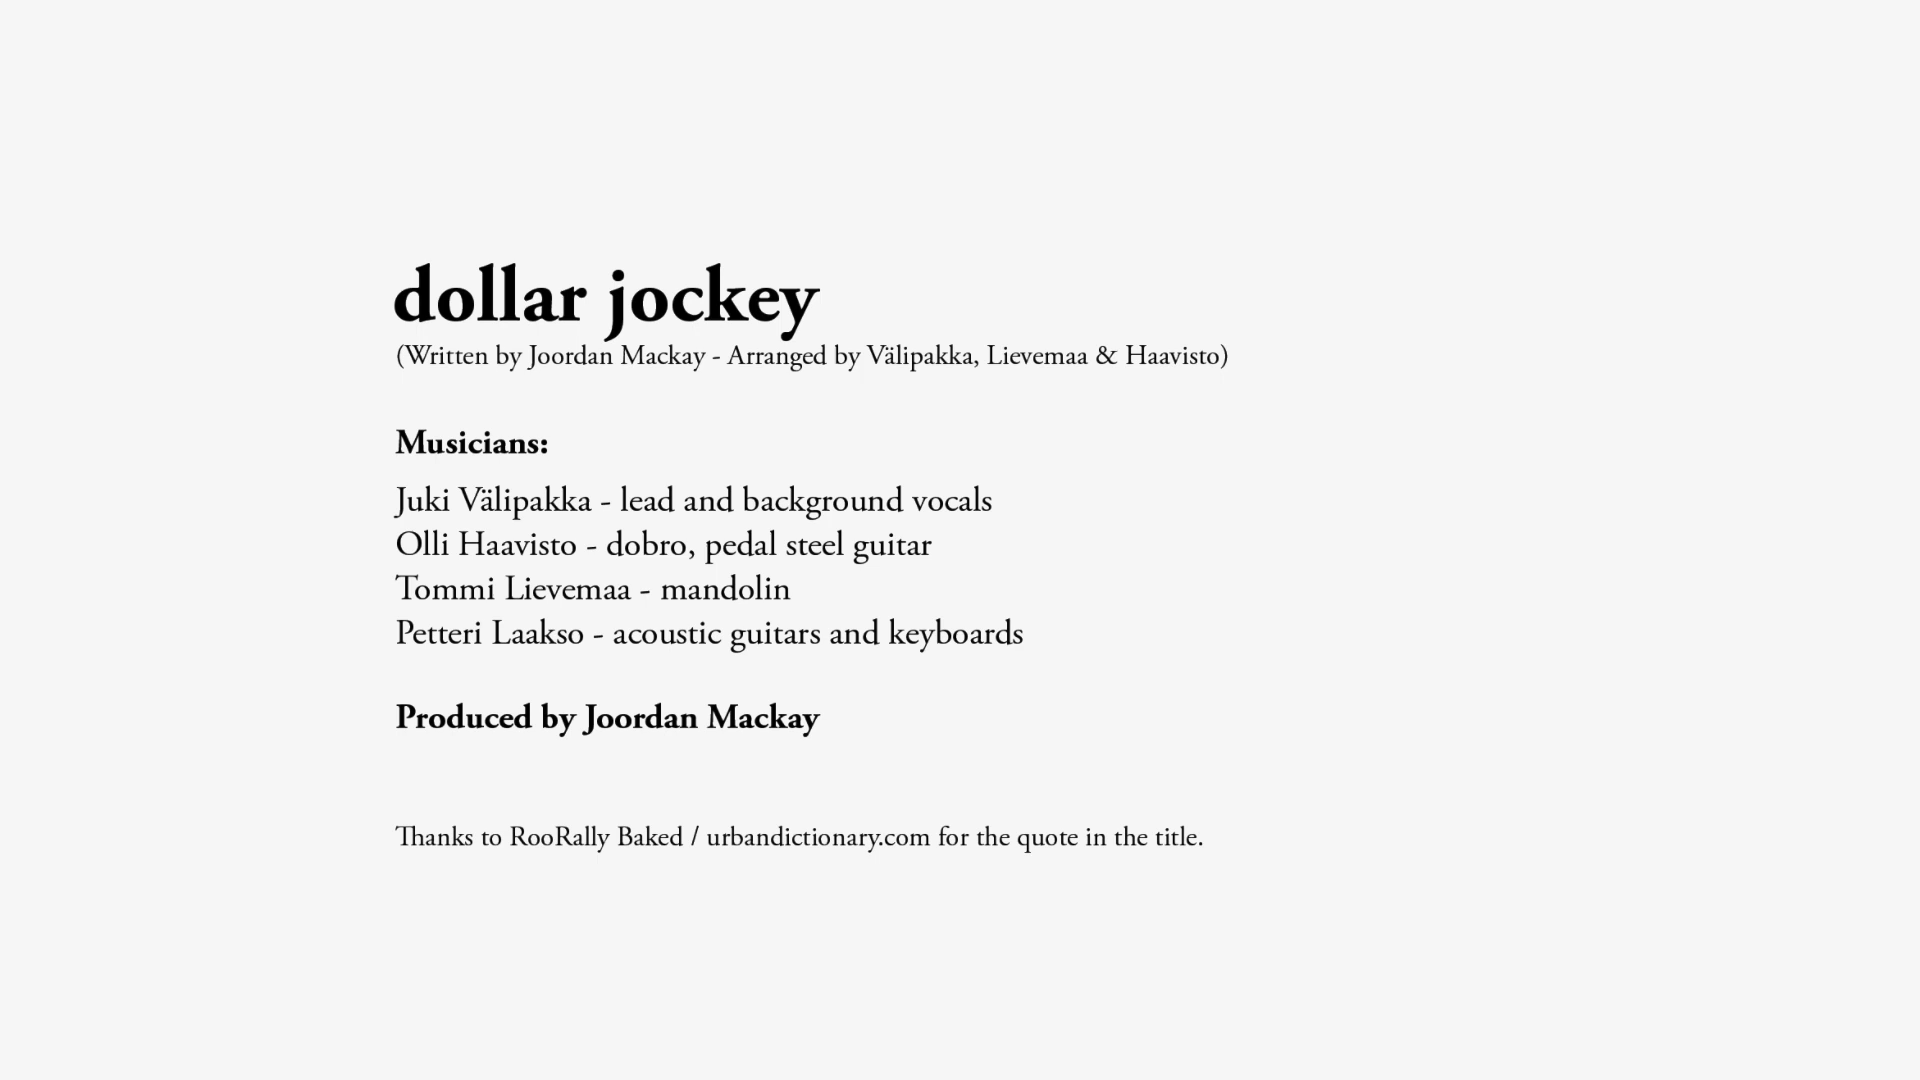 dollar jockey
(Written by Joordan Mackay - Arranged by Välipakka, Lievemaa & Haavisto)
Musicians:
Juki Välipakka - lead and background vocals
Olli Haavisto - dobro, pedal steel guitar
Tommi Lievemaa - mandolin
Petteri Laakso - acoustic guitars and keyboards
Produced by Joordan Mackay
Thanks to RooRally Baked / urbandictionary.com for the quote in the title.